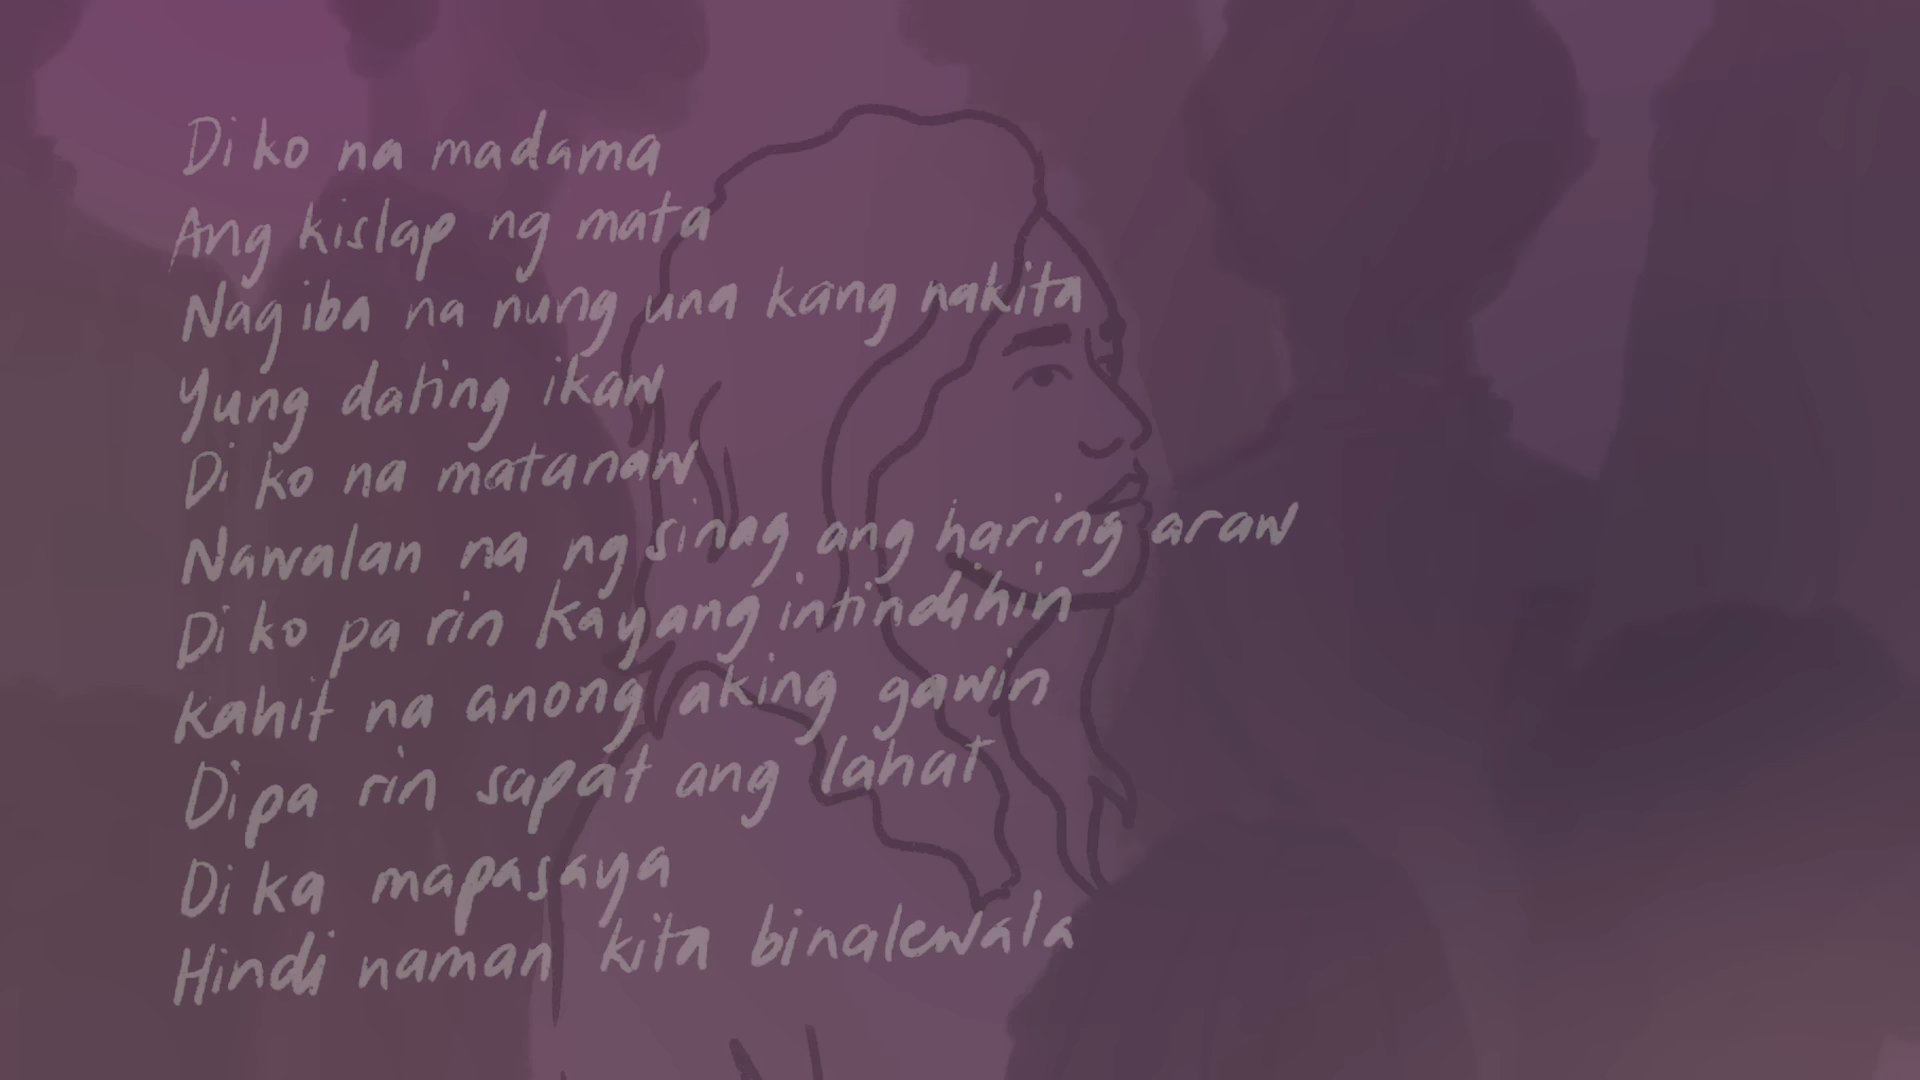 Di ko na madama
Ang kislap ng mata
Nag iba na nung una kang nakita
Yung dating ikaw
Di ko na matanaw
Nawalan na ng sinag ang haring araw
Di ko pa rin kayang intindihin
kahit na anong aking gawin
Di pa rin sapat ang lahat
Di ka mapasaya
Hindi naman kita binalewala